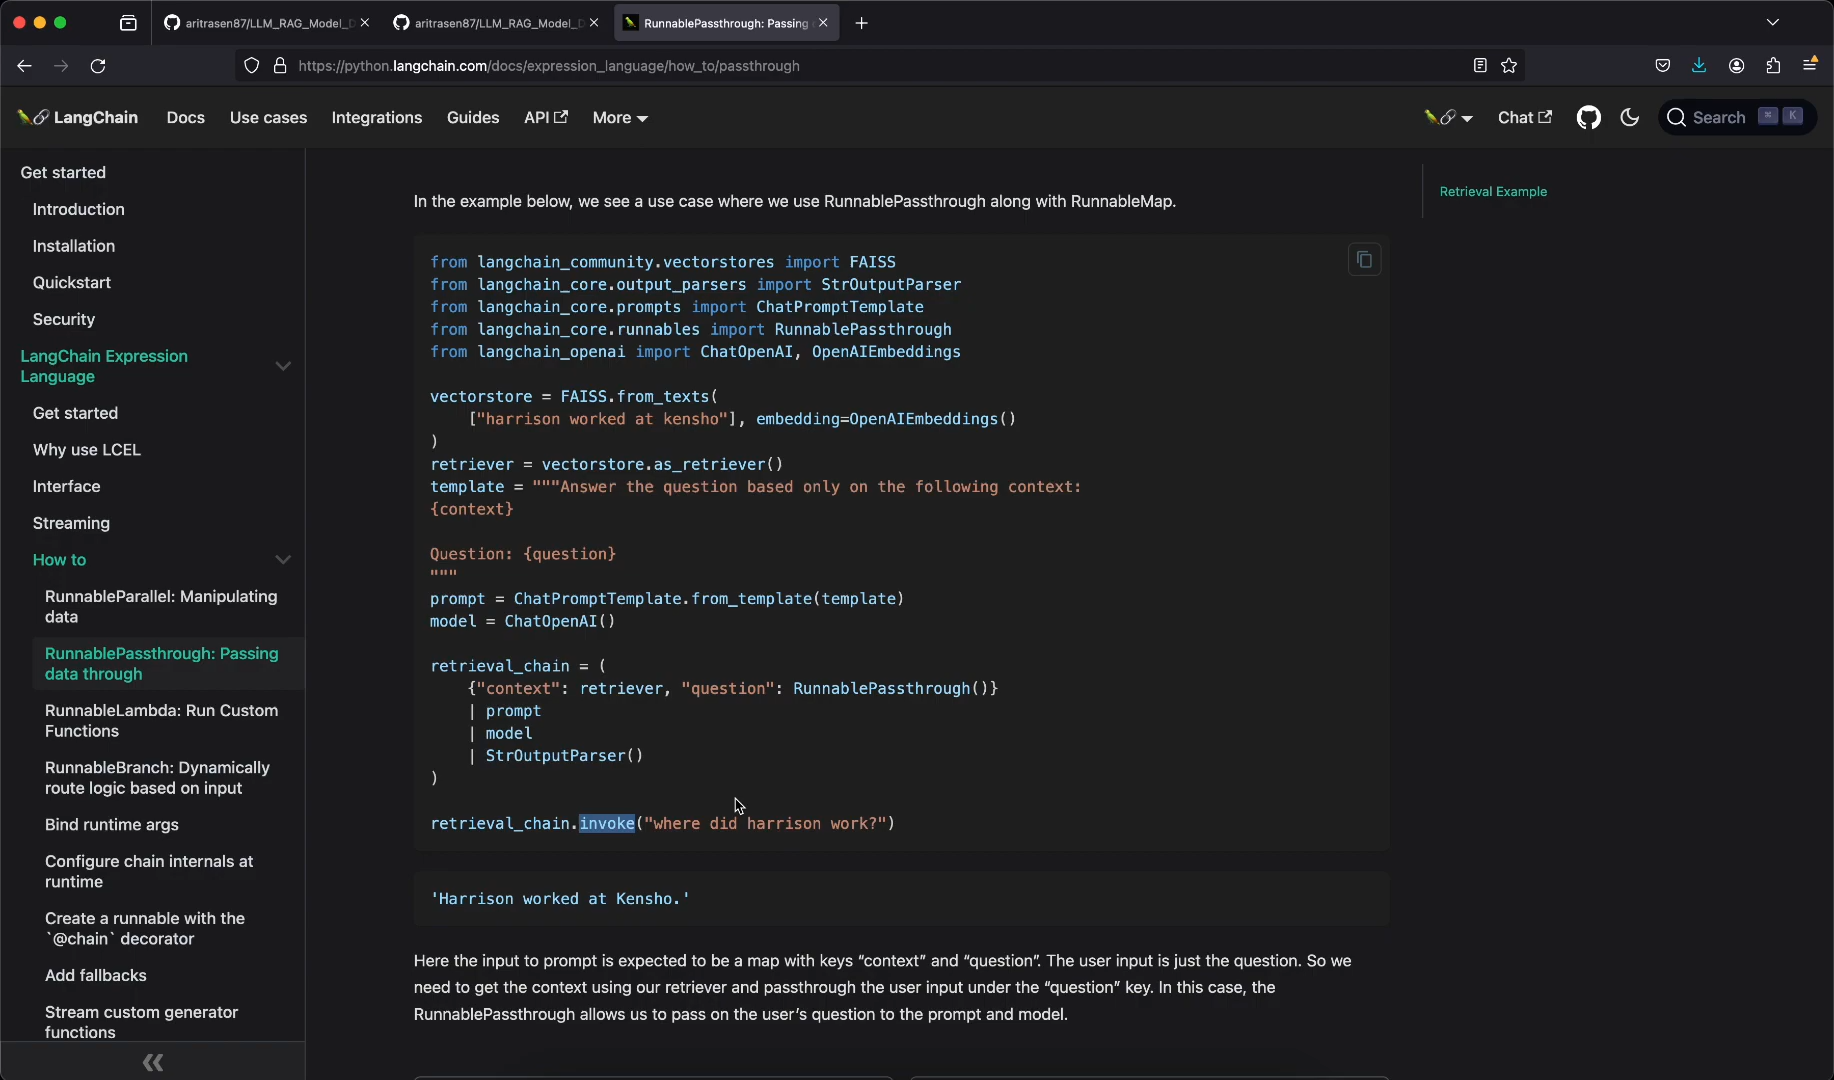 aritrasen87/LLM_RAG_Model_D
aritrasen87/LLM_RAG_Model_D
RunnablePassthrough: Passing
https://python.langchain.com/docs/expression_language/how_to/passthrough
LangChain
Docs
Use cases
Integrations
Guides
API
More
Chat
Search
K
Get started
Introduction
Installation
Quickstart
Security
LangChain Expression
Language
Get started
Why use LCEL
Interface
Streaming
How to
RunnableParallel: Manipulating
data
RunnablePassthrough: Passing
data through
RunnableLambda: Run Custom
Functions
RunnableBranch: Dynamically
route logic based on input
Bind runtime args
Configure chain internals at
runtime
Create a runnable with the
`@chain` decorator
Add fallbacks
Stream custom generator
functions
In the example below, we see a use case where we use RunnablePassthrough along with RunnableMap.
from langchain_community.vectorstores import FAISS
from langchain_core.output_parsers import StrOutputParser
from langchain_core.prompts import ChatPromptTemplate
from langchain_core.runnables import RunnablePassthrough
from langchain_openai import ChatOpenAI, OpenAIEmbeddings
vectorstore = FAISS.from_texts(
["harrison worked at kensho"], embedding=OpenAIEmbeddings()
)
retriever = vectorstore.as_retriever()
template = """Answer the question based only on the following context:
{context}
Question: {question}
"""
prompt = ChatPromptTemplate.from_template(template)
model = ChatOpenAI()
retrieval_chain = (
{"context": retriever, "question": RunnablePassthrough()}
| prompt
| model
| StrOutputParser()
)
retrieval_chain.invoke("where did harrison work?")
'Harrison worked at Kensho.'
Here the input to prompt is expected to be a map with keys “context” and “question”. The user input is just the question. So we
need to get the context using our retriever and passthrough the user input under the “question” key. In this case, the
RunnablePassthrough allows us to pass on the user’s question to the prompt and model.
Retrieval Example